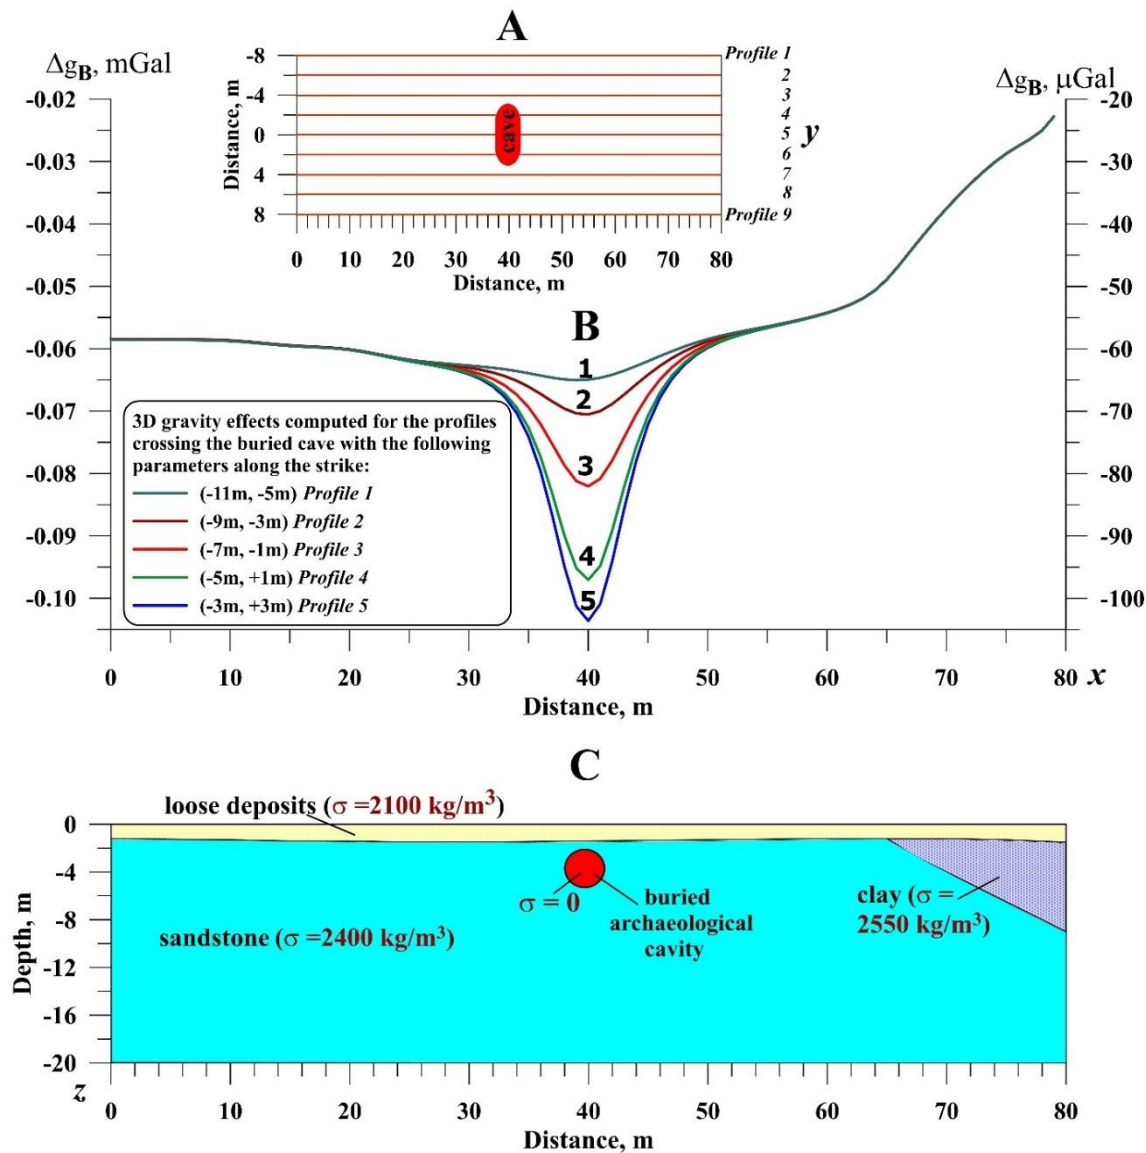 A
ΔgB, mGal
ΔgB, μGal
-8
-4
0
4
8
Distance, m
cave
Profile 1
2
3
4
5
6
7
8
Profile 9
y
0 10 20 30 40 50 60 70 80
Distance, m
-0.02
-0.03
-0.04
-0.05
-0.06
-0.07
-0.08
-0.09
-0.10
-20
-30
-40
-50
-60
-70
-80
-90
-100
B
1
2
3
4
5
3D gravity effects computed for the profiles
crossing the buried cave with the following
parameters along the strike:
(-11m, -5m) Profile 1
(-9m, -3m) Profile 2
(-7m, -1m) Profile 3
(-5m, +1m) Profile 4
(-3m, +3m) Profile 5
0 10 20 30 40 50 60 70 80 x
Distance, m
C
loose deposits (σ =2100 kg/m³)
0
-4
-8
-12
-16
-20
Depth, m
z
σ = 0
buried
archaeological
cavity
clay (σ =
2550 kg/m³)
sandstone (σ =2400 kg/m³)
0 10 20 30 40 50 60 70 80
Distance, m